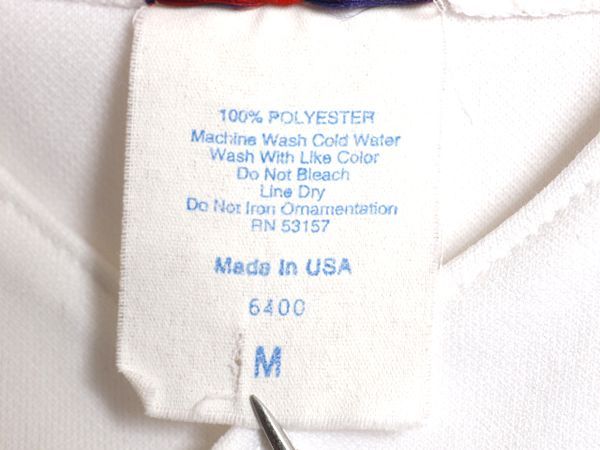 100% POLYESTER
Machine Wash Cold Water
Wash With Like Color
Do Not Bleach
Line Dry
Do Not Iron Ornamentation
RN 53157
Made In USA
6400
M